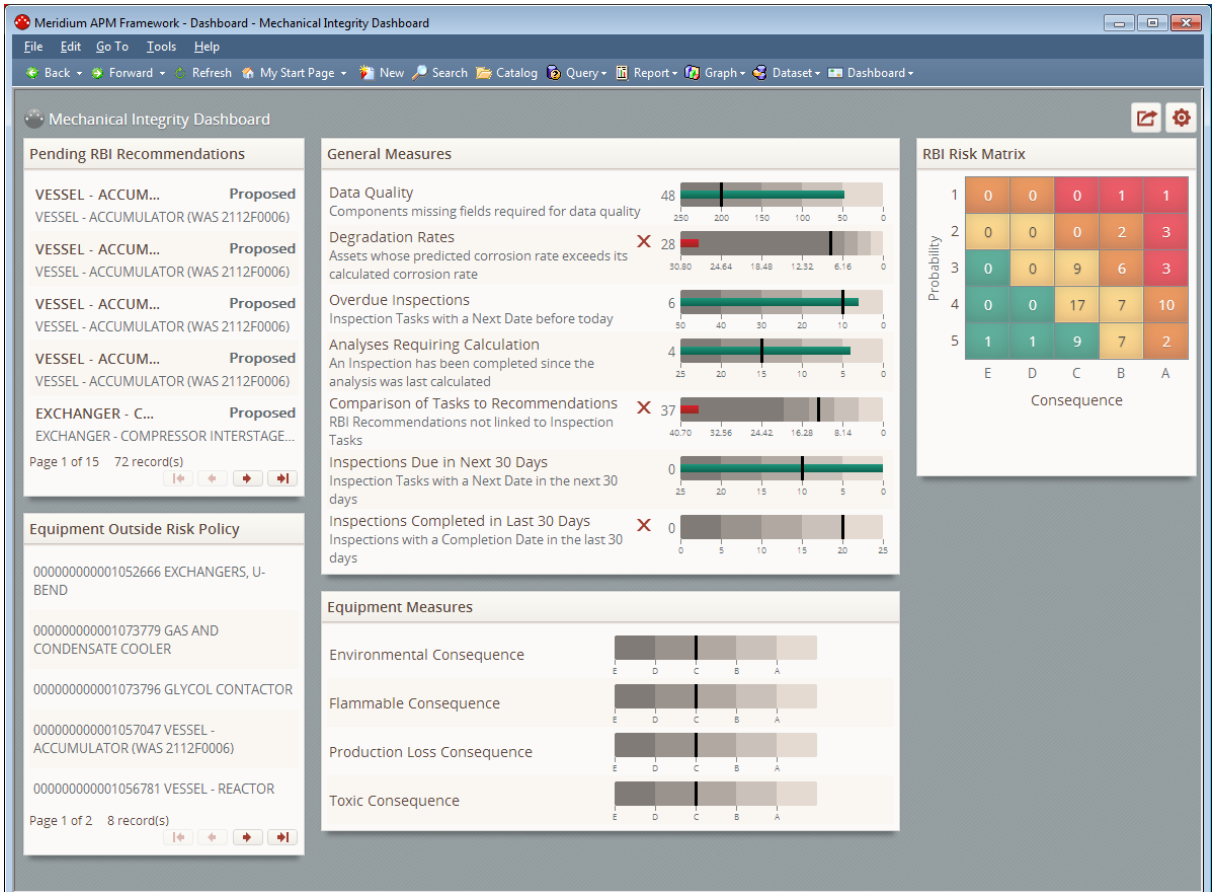 Meridium APM Framework - Dashboard - Mechanical Integrity Dashboard
File Edit Go To Tools Help
Back Forward Refresh My Start Page New Search Catalog Query Report Graph Dataset Dashboard
Mechanical Integrity Dashboard
Pending RBI Recommendations
VESSEL - ACCUM... Proposed
VESSEL - ACCUMULATOR (WAS 2112F0006)
VESSEL - ACCUM... Proposed
VESSEL - ACCUMULATOR (WAS 2112F0006)
VESSEL - ACCUM... Proposed
VESSEL - ACCUMULATOR (WAS 2112F0006)
VESSEL - ACCUM... Proposed
VESSEL - ACCUMULATOR (WAS 2112F0006)
EXCHANGER - C... Proposed
EXCHANGER - COMPRESSOR INTERSTAGE...
Page 1 of 15 72 record(s)
Equipment Outside Risk Policy
000000000001052666 EXCHANGERS, U-
BEND
000000000001073779 GAS AND
CONDENSATE COOLER
000000000001073796 GLYCOL CONTACTOR
000000000001057047 VESSEL -
ACCUMULATOR (WAS 2112F0006)
000000000001056781 VESSEL - REACTOR
Page 1 of 2 8 record(s)
General Measures
Data Quality
Components missing fields required for data quality
48
250 200 150 100 50 0
Degradation Rates
Assets whose predicted corrosion rate exceeds its
calculated corrosion rate
28
30.80 24.64 18.48 12.32 6.16 0
Overdue Inspections
Inspection Tasks with a Next Date before today
6
50 40 30 20 10 0
Analyses Requiring Calculation
An Inspection has been completed since the
analysis was last calculated
4
25 20 15 10 5 0
Comparison of Tasks to Recommendations
RBI Recommendations not linked to Inspection
Tasks
37
40.70 32.56 24.42 16.28 8.14 0
Inspections Due in Next 30 Days
Inspection Tasks with a Next Date in the next 30
days
0
25 20 15 10 5 0
Inspections Completed in Last 30 Days
Inspections with a Completion Date in the last 30
days
0
0 5 10 15 20 25
Equipment Measures
Environmental Consequence
E D C B A
Flammable Consequence
E D C B A
Production Loss Consequence
E D C B A
Toxic Consequence
E D C B A
RBI Risk Matrix
Probability
1 0 0 0 1 1
2 0 0 0 2 3
3 0 0 9 6 3
4 0 0 17 7 10
5 1 1 9 7 2
E D C B A
Consequence